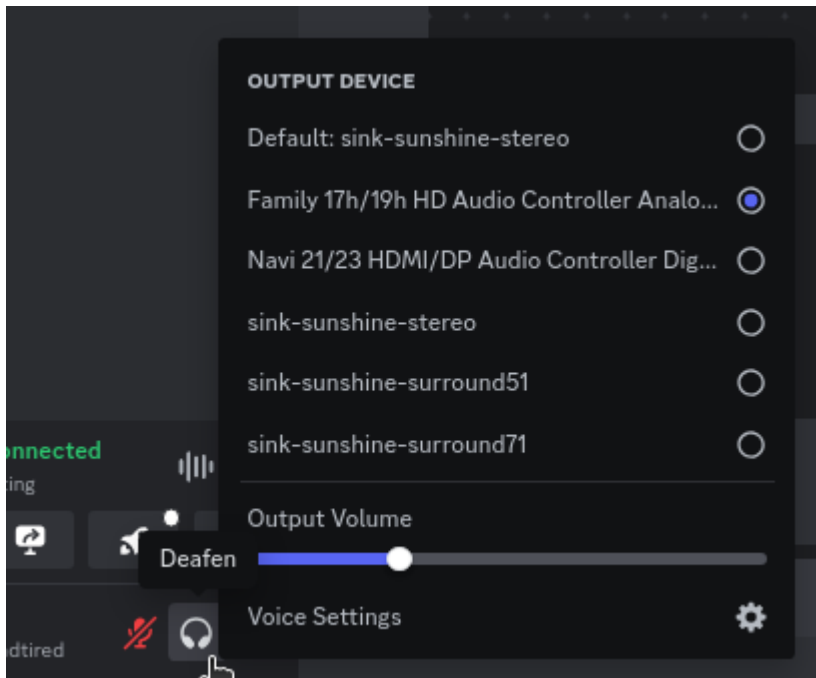 OUTPUT DEVICE
Default: sink-sunshine-stereo
Family 17h/19h HD Audio Controller Analo...
Navi 21/23 HDMI/DP Audio Controller Dig...
sink-sunshine-stereo
sink-sunshine-surround51
sink-sunshine-surround71
onnected
ing
Output Volume
Deafen
Voice Settings
dtired